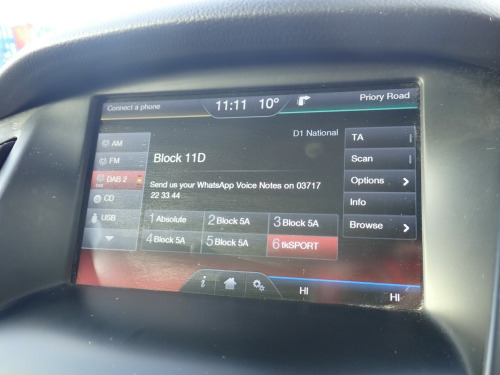 Connect a phone
11:11 10°
Priory Road
D1 National
AM
FM
DAB 2
CD
USB
Block 11D
Send us your WhatsApp Voice Notes on 03717
22 33 44
1 Absolute
2 Block 5A
3 Block 5A
4 Block 5A
5 Block 5A
6 tkSPORT
TA
Scan
Options
Info
Browse
i
HI
HI